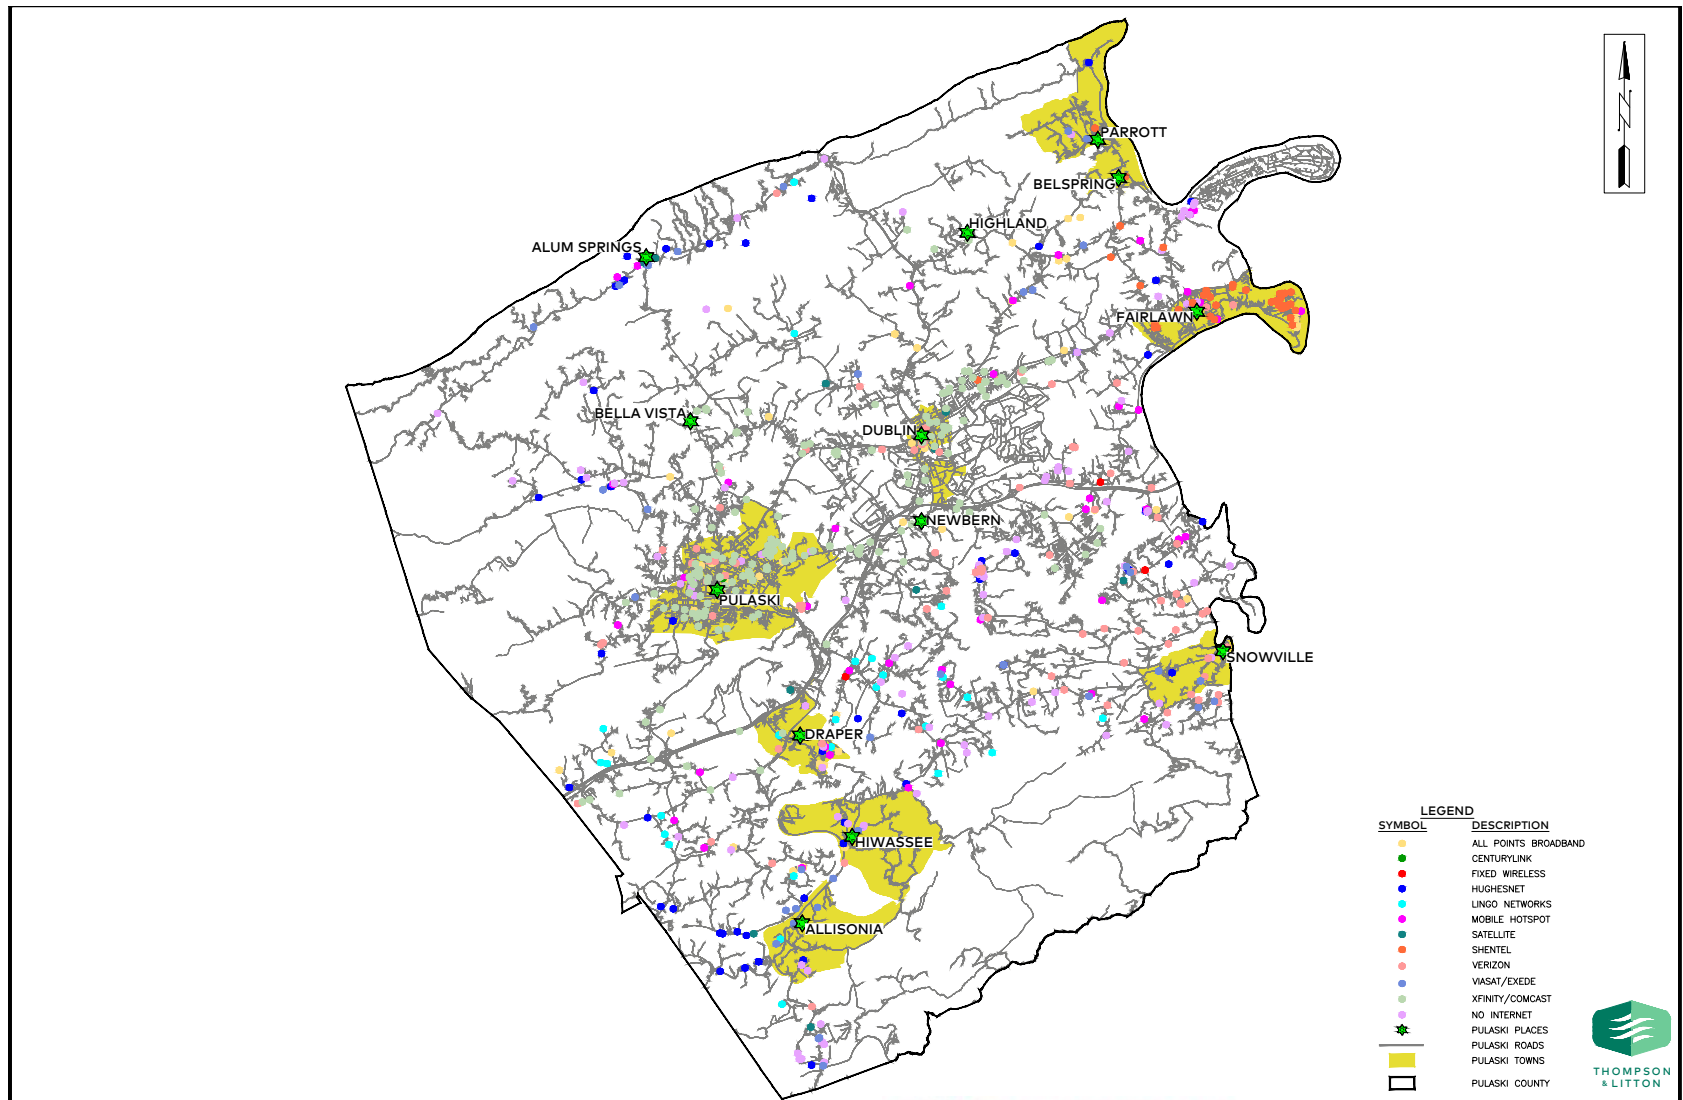 PARROTT
BELSPRING
HIGHLAND
ALUM SPRINGS
FAIRLAWN
BELLA VISTA
DUBLIN
NEWBERN
PULASKI
SNOWVILLE
DRAPER
HIWASSEE
ALLISONIA
LEGEND
SYMBOL DESCRIPTION
ALL POINTS BROADBAND
CENTURYLINK
FIXED WIRELESS
HUGHESNET
LINGO NETWORKS
MOBILE HOTSPOT
SATELLITE
SHENTEL
VERIZON
VIASAT/EXEDE
XFINITY/COMCAST
NO INTERNET
PULASKI PLACES
PULASKI ROADS
PULASKI TOWNS
PULASKI COUNTY
THOMPSON
& LITTON